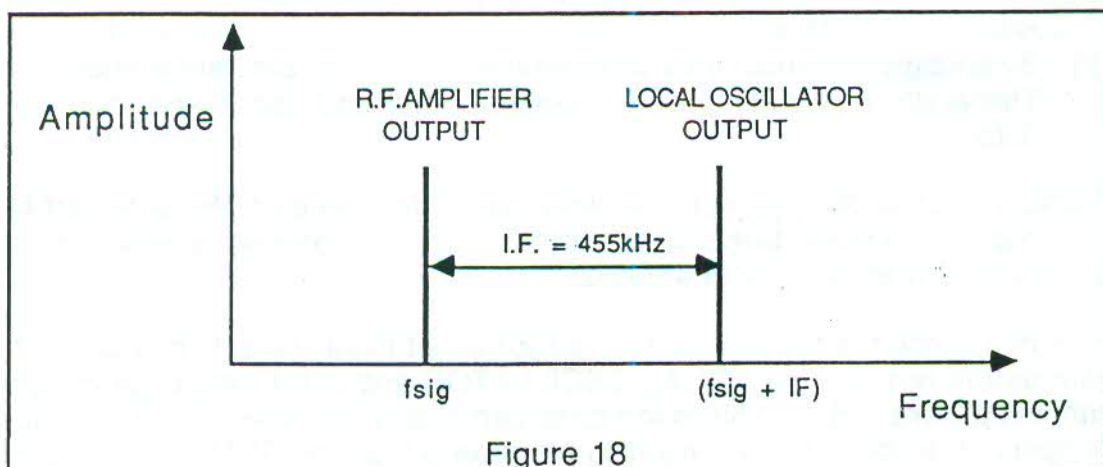 R.F.AMPLIFIER
OUTPUT
LOCAL OSCILLATOR
OUTPUT
Amplitude
I.F. = 455kHz
fsig
(fsig + IF)
Frequency
Figure 18